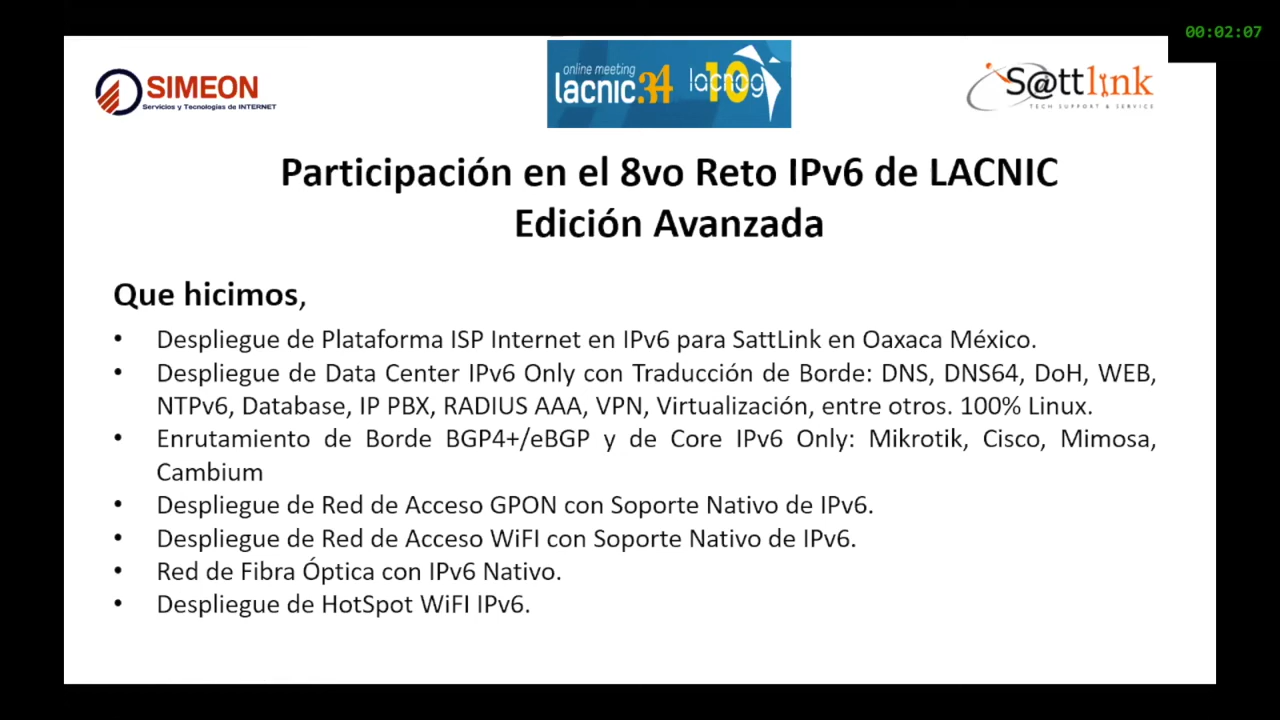 00:02:07
SIMEON
Servicios y Tecnologías de INTERNET
online meeting
lacnic.34 lacnog 10
S@ttlink
TECH SUPPORT & SERVICE
Participación en el 8vo Reto IPv6 de LACNIC
Edición Avanzada
Que hicimos,
• Despliegue de Plataforma ISP Internet en IPv6 para SattLink en Oaxaca México.
• Despliegue de Data Center IPv6 Only con Traducción de Borde: DNS, DNS64, DoH, WEB,
NTPv6, Database, IP PBX, RADIUS AAA, VPN, Virtualización, entre otros. 100% Linux.
• Enrutamiento de Borde BGP4+/eBGP y de Core IPv6 Only: Mikrotik, Cisco, Mimosa,
Cambium
• Despliegue de Red de Acceso GPON con Soporte Nativo de IPv6.
• Despliegue de Red de Acceso WiFI con Soporte Nativo de IPv6.
• Red de Fibra Óptica con IPv6 Nativo.
• Despliegue de HotSpot WiFI IPv6.